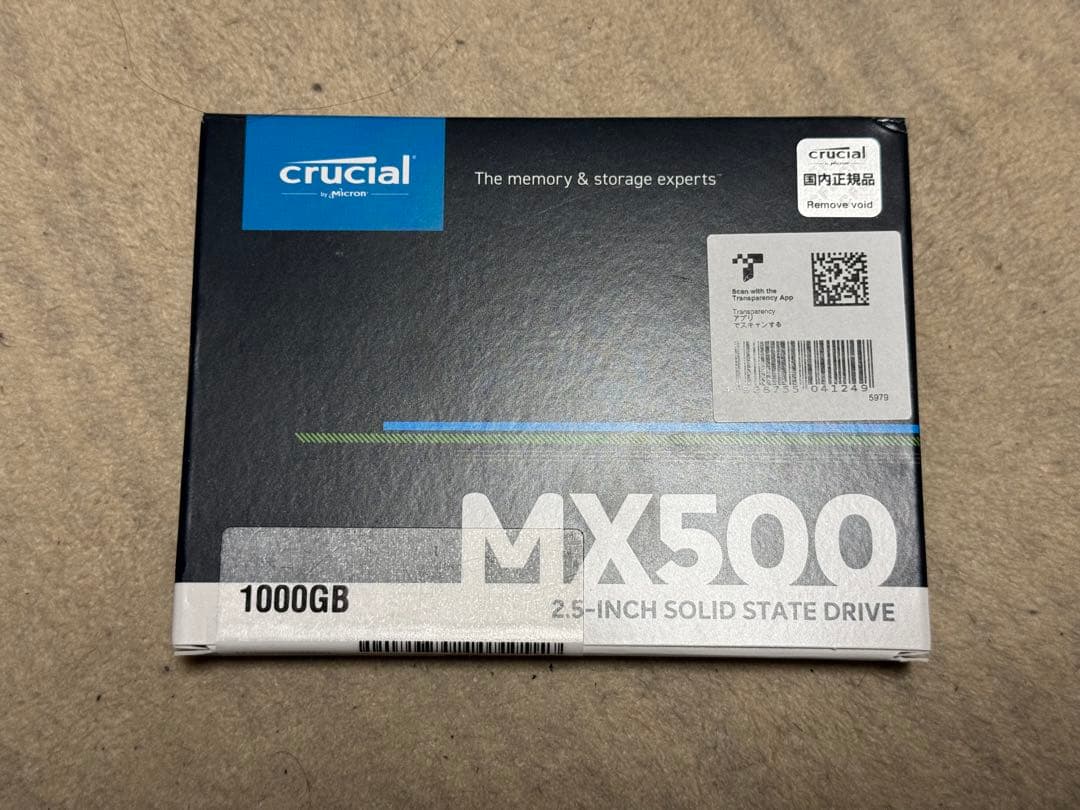 crucial
by Micron
The memory & storage experts™
crucial
国内正規品
Remove void
Scan with the
Transparency App
Transparency
アプリ
でスキャンする
041249
5979
MX500
1000GB
2.5-INCH SOLID STATE DRIVE